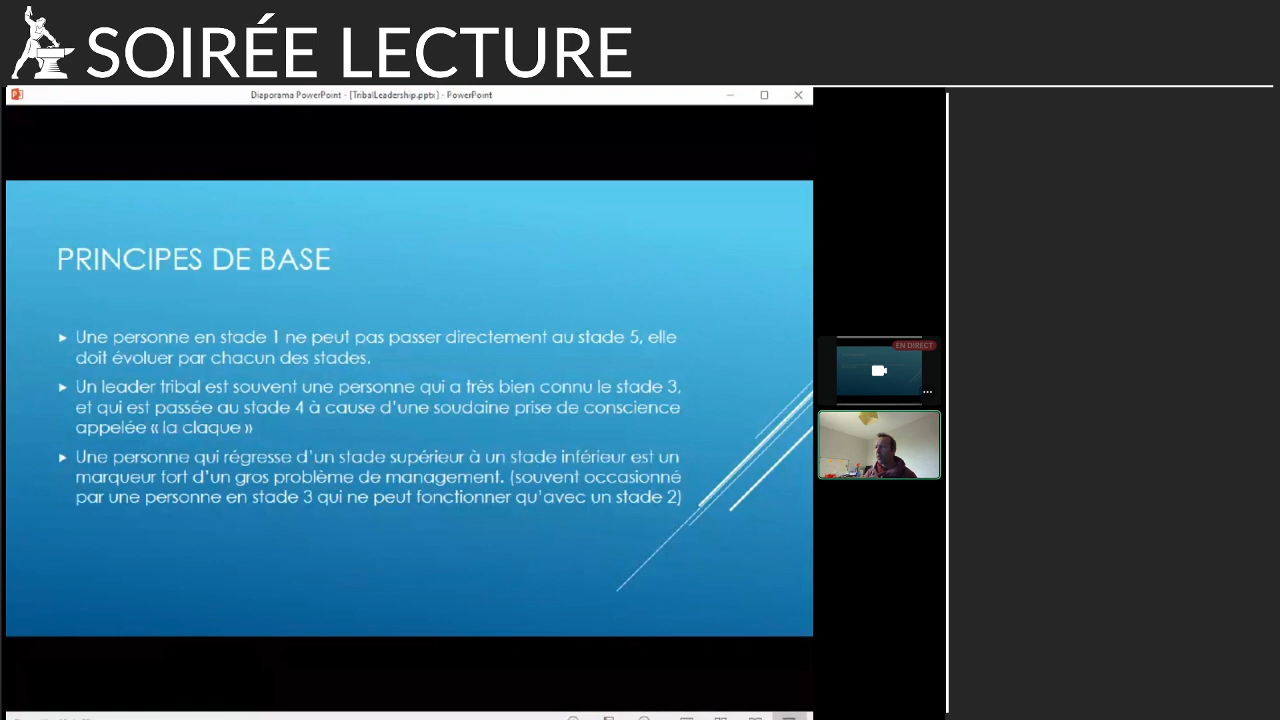 SOIRÉE LECTURE
Diaporama PowerPoint - [TribalLeadership.pptx] - PowerPoint
PRINCIPES DE BASE
Une personne en stade 1 ne peut pas passer directement au stade 5, elle
doit évoluer par chacun des stades.
Un leader tribal est souvent une personne qui a très bien connu le stade 3,
et qui est passée au stade 4 à cause d'une soudaine prise de conscience
appelée « la claque »
Une personne qui régresse d'un stade supérieur à un stade inférieur est un
marqueur fort d'un gros problème de management. (souvent occasionné
par une personne en stade 3 qui ne peut fonctionner qu'avec un stade 2)
EN DIRECT